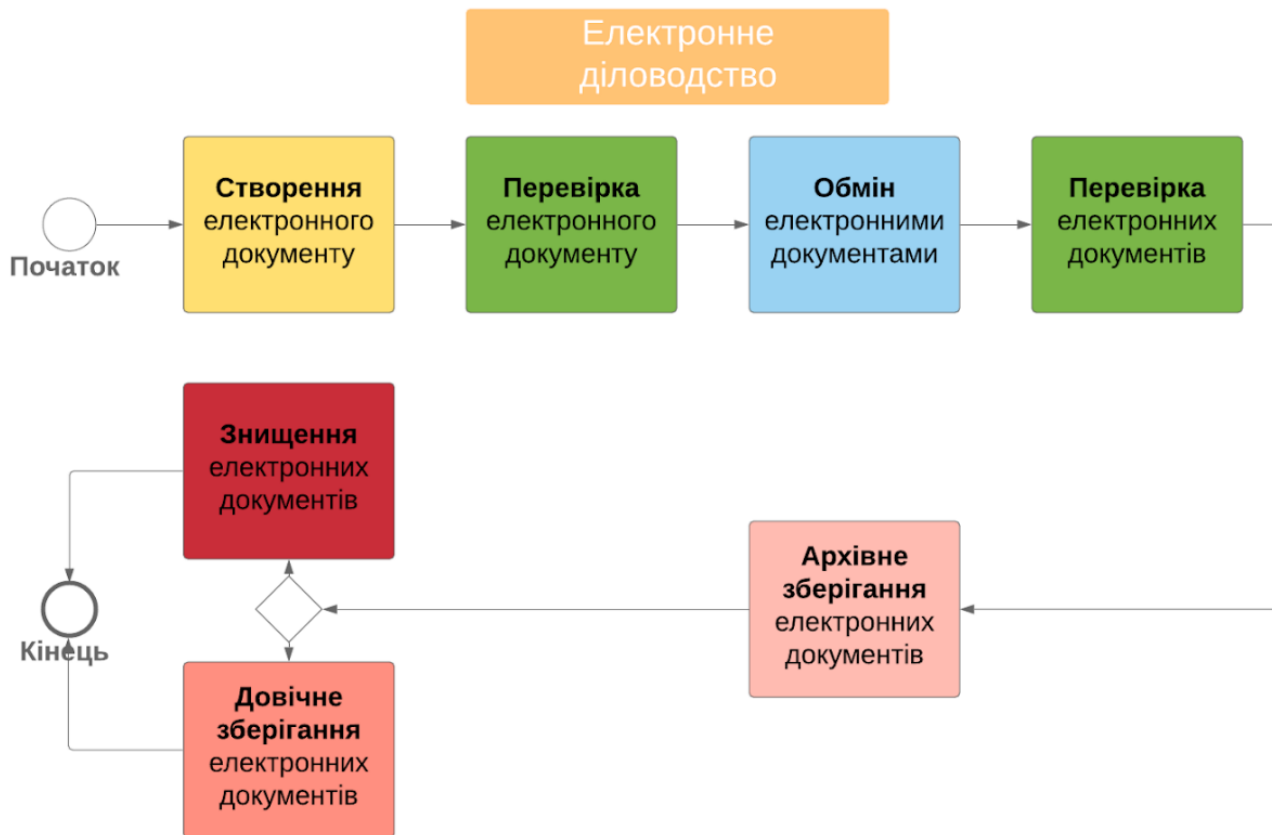 Електронне
діловодство
Створення
електронного
документу
Перевірка
електронного
документу
Обмін
електронними
документами
Перевірка
електронних
документів
Початок
Знищення
електронних
документів
Архівне
зберігання
електронних
документів
Кінець
Довічне
зберігання
електронних
документів